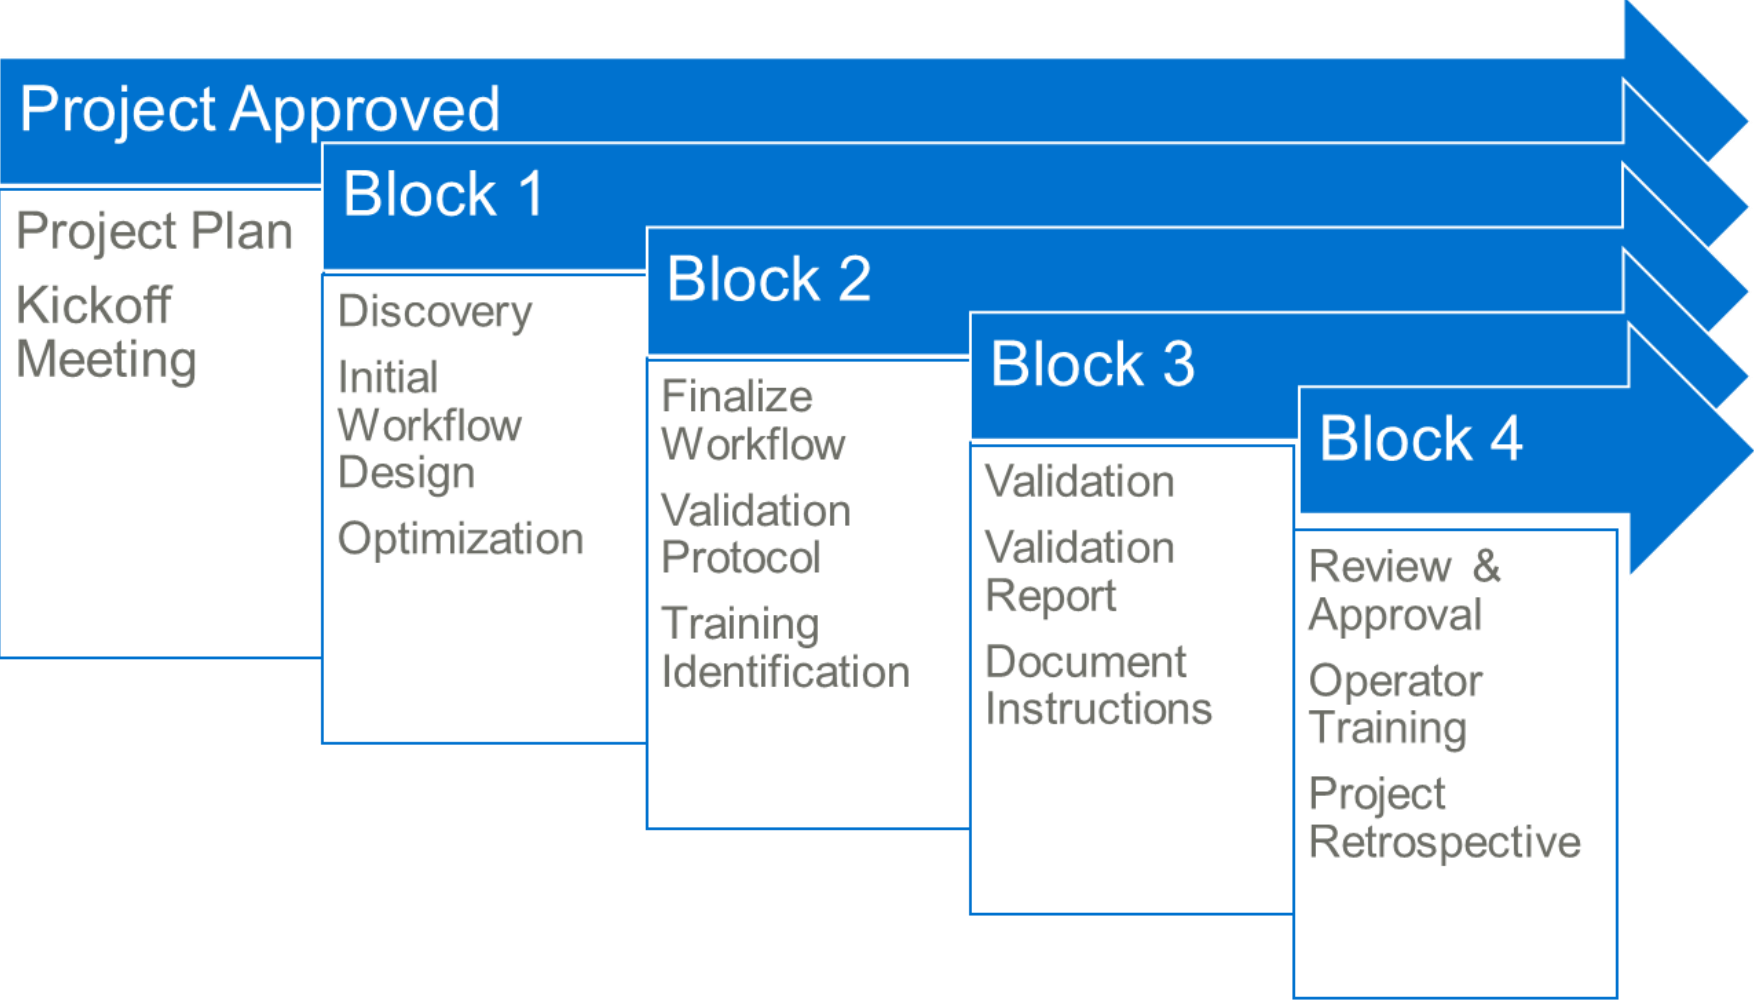 Project Approved
Project Plan
Kickoff
Meeting
Block 1
Discovery
Initial
Workflow
Design
Optimization
Block 2
Finalize
Workflow
Validation
Protocol
Training
Identification
Block 3
Validation
Validation
Report
Document
Instructions
Block 4
Review & 
Approval
Operator
Training
Project
Retrospective